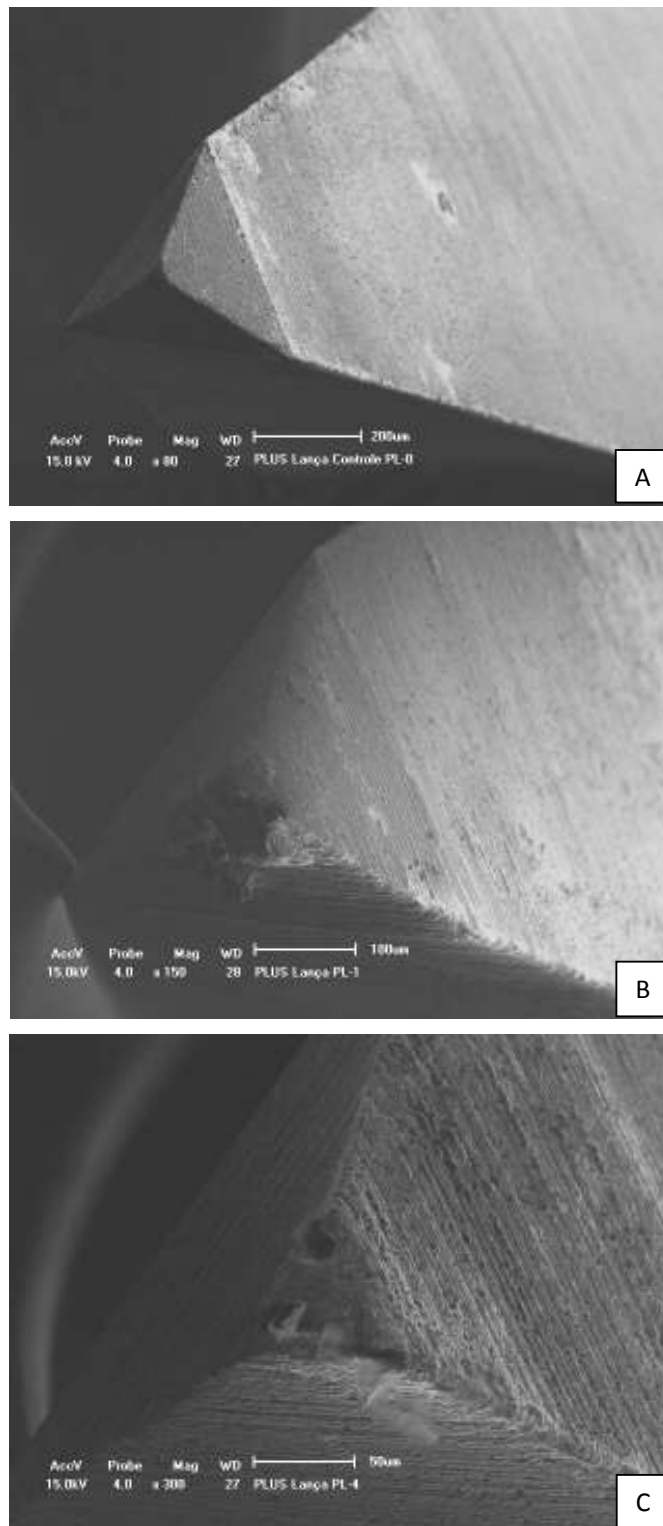 AccV Probe Mag WD 200um
15.0 kV 4.0 x 80 27 PLUS Lança Controle PL-0
A
AccV Probe Mag WD 100um
15.0kV 4.0 x 150 28 PLUS Lança PL-1
B
AccV Probe Mag WD 50um
15.0kV 4.0 x 300 27 PLUS Lança PL-4
C